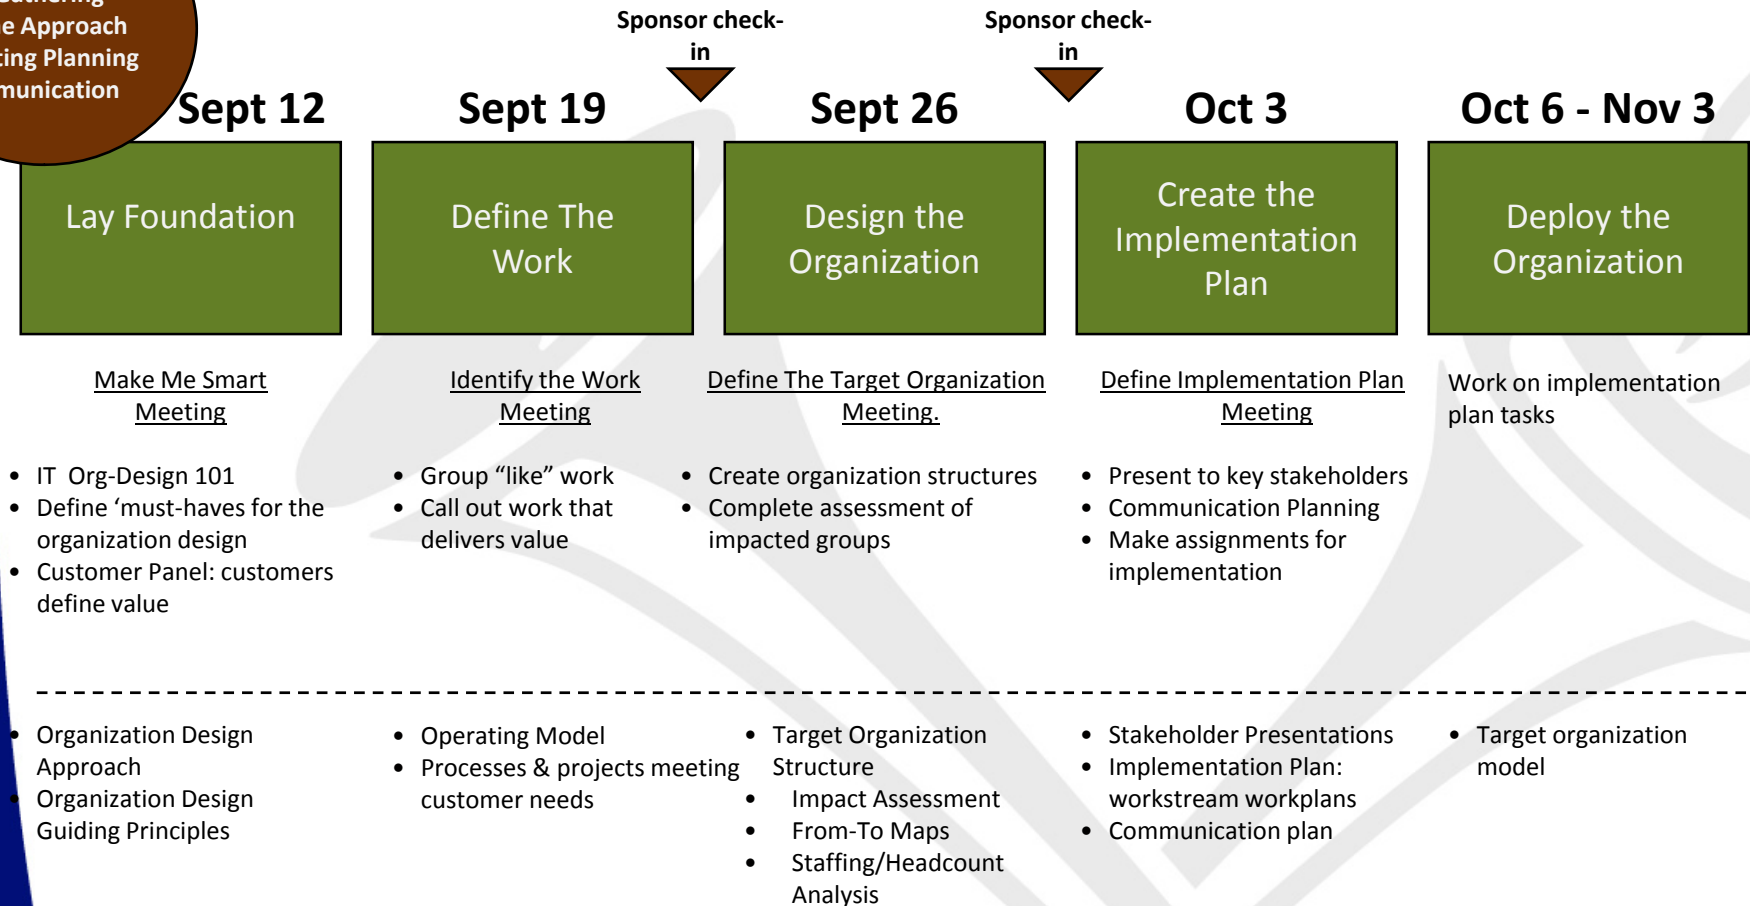 Approach
Planning
Sponsor check-
in
Sponsor check-
in
Sept 12
Sept 19
Sept 26
Oct 3
Oct 6 - Nov 3
Lay Foundation
Define The
Work
Design the
Organization
Create the
Implementation
Plan
Deploy the
Organization
Make Me Smart
Meeting
• IT  Org-Design 101
• Define ‘must-haves for the
organization design
• Customer Panel: customers
define value
Identify the Work
Meeting
• Group “like” work
• Call out work that
delivers value
Define The Target Organization
Meeting.
• Create organization structures
• Complete assessment of
impacted groups
Define Implementation Plan
Meeting
• Present to key stakeholders
• Communication Planning
• Make assignments for
implementation
Work on implementation
plan tasks
• Organization Design
Approach
• Organization Design
Guiding Principles
• Operating Model
• Processes & projects meeting
customer needs
• Target Organization
Structure
• Impact Assessment
• From-To Maps
• Staffing/Headcount
Analysis
• Stakeholder Presentations
• Implementation Plan:
workstream workplans
• Communication plan
• Target organization
model